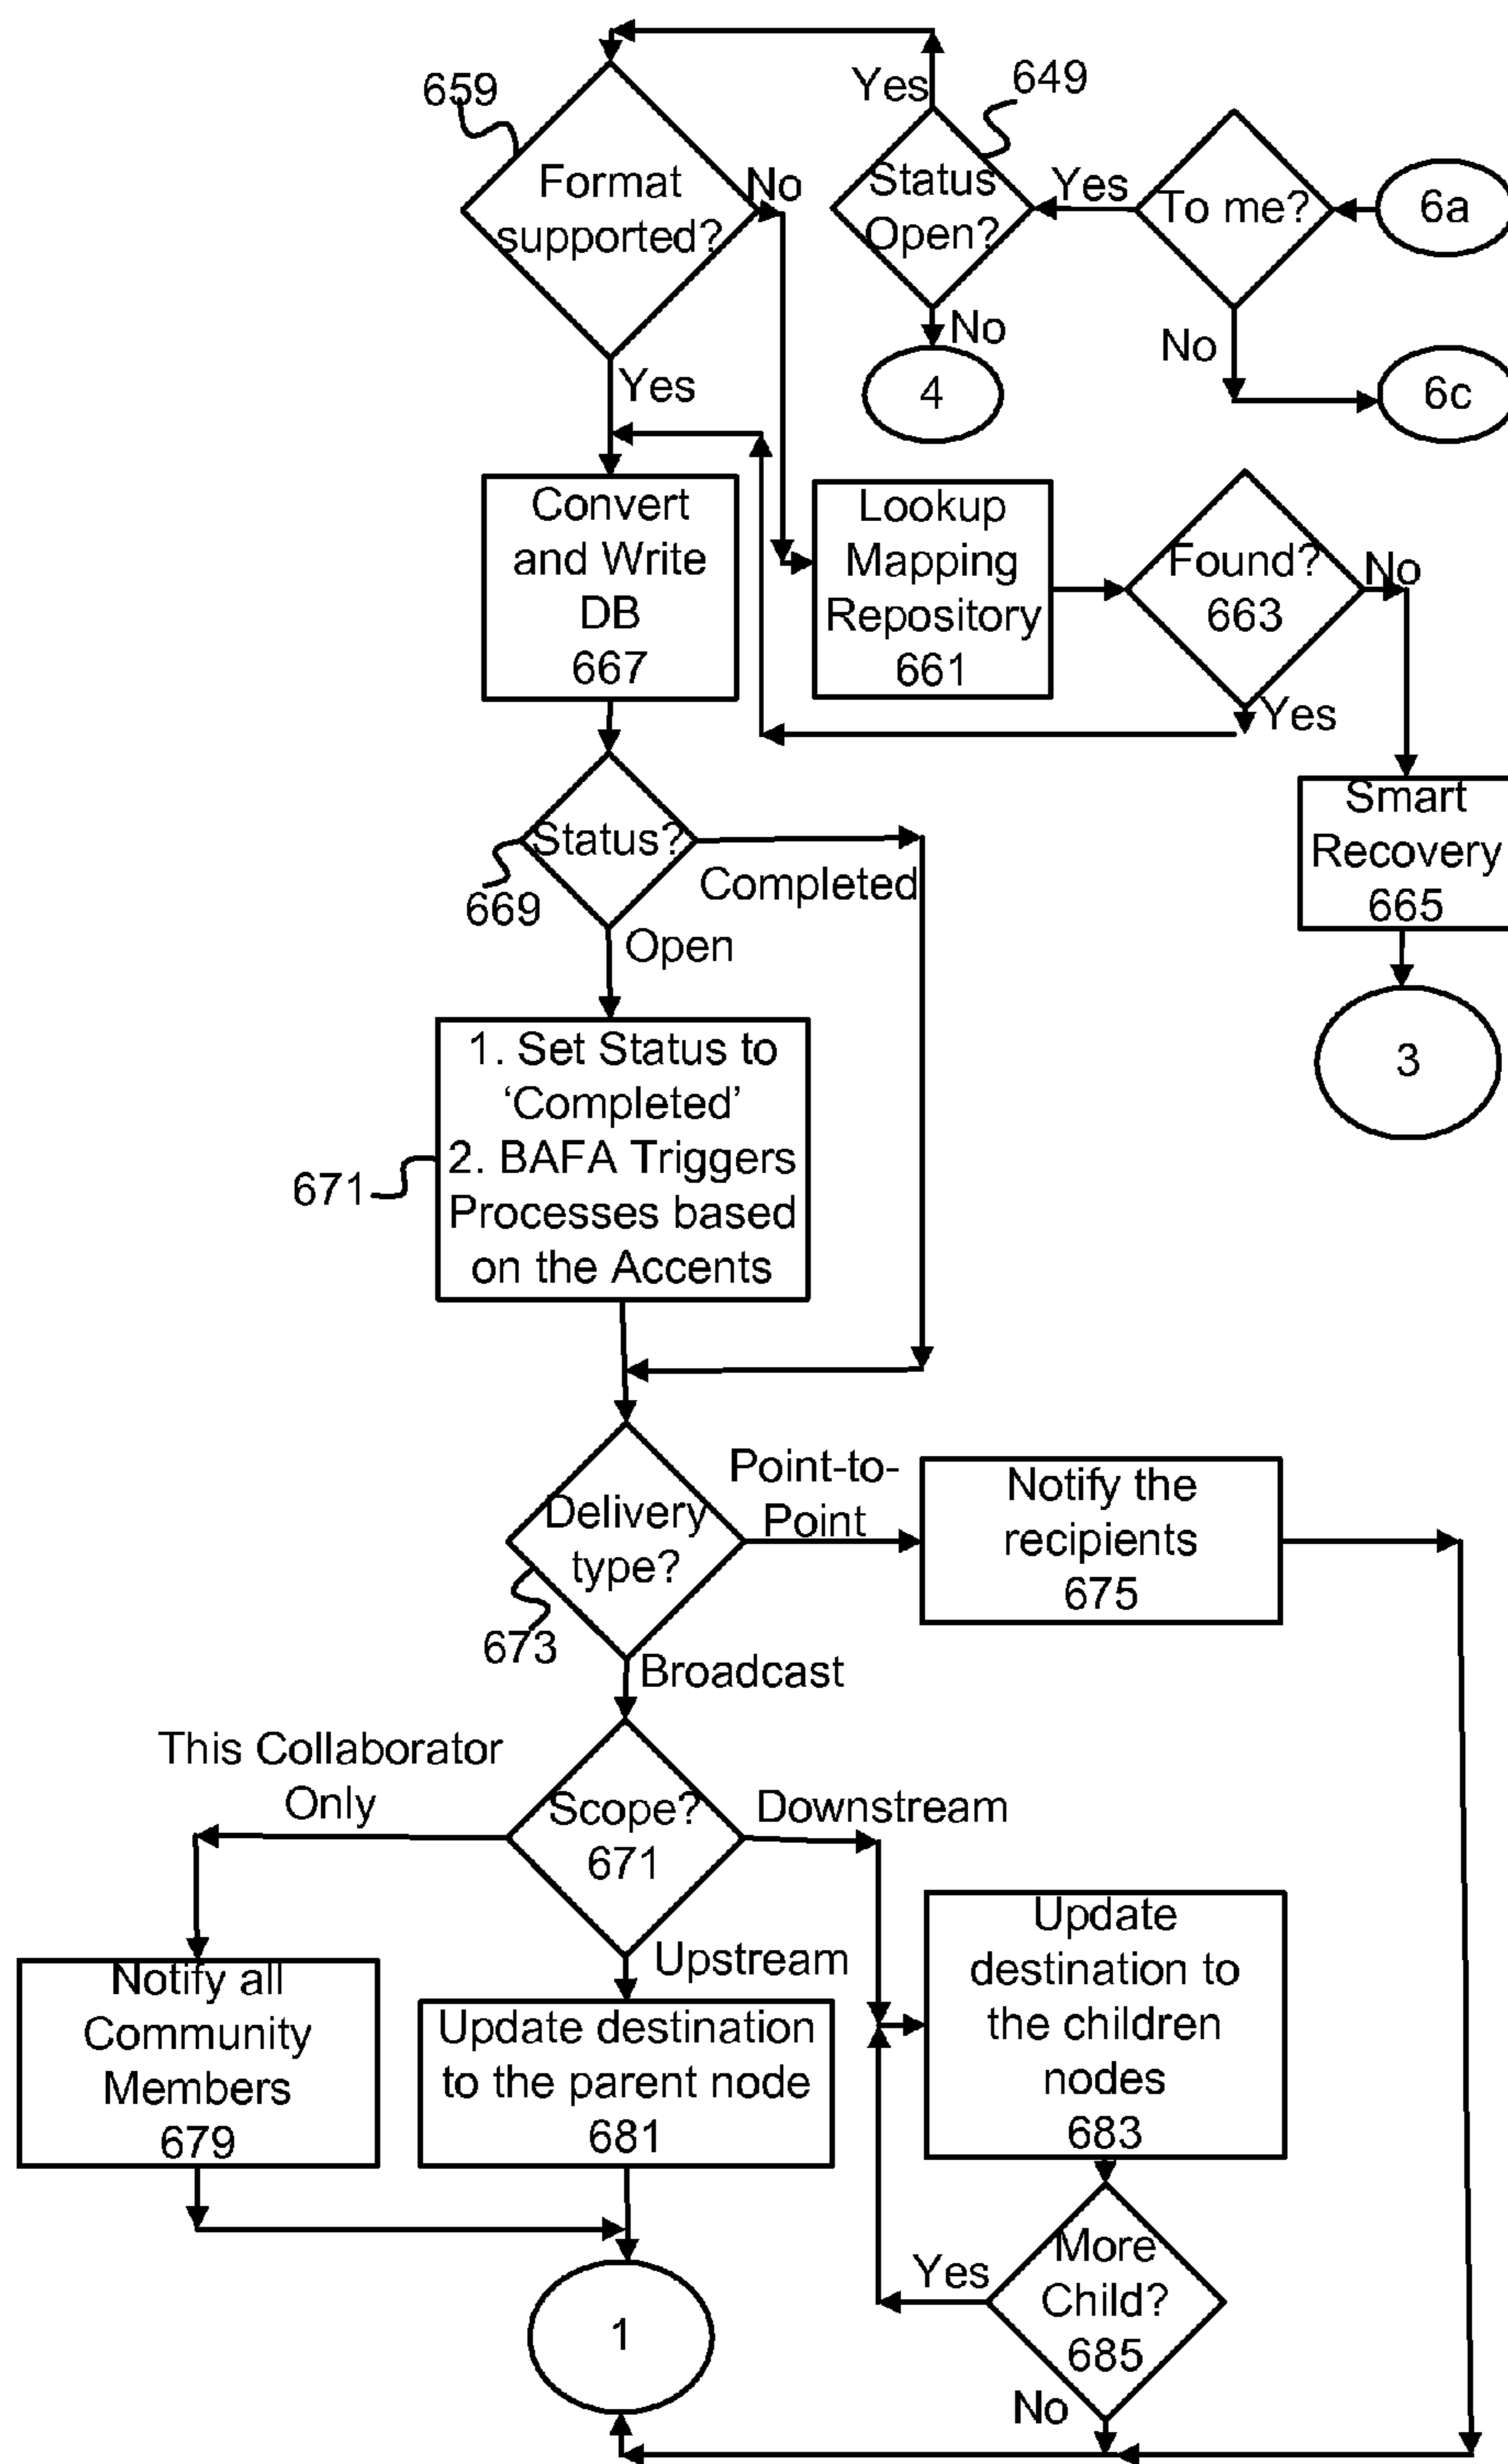 659
Format
supported?
No
Yes
649
Status
Open?
Yes
To me?
6a
No
4
No
6c
Yes
Convert
and Write
DB
667
Lookup
Mapping
Repository
661
Found?
663
No
Yes
Smart
Recovery
665
3
Status?
669
Completed
Open
1. Set Status to
‘Completed’
2. BAFA Triggers
Processes based
on the Accents
671
Delivery
type?
673
Point-to-
Point
Notify the
recipients
675
Broadcast
This Collaborator
Only
Scope?
671
Downstream
Upstream
Notify all
Community
Members
679
Update destination
to the parent node
681
Update
destination to
the children
nodes
683
More
Child?
685
Yes
No
1